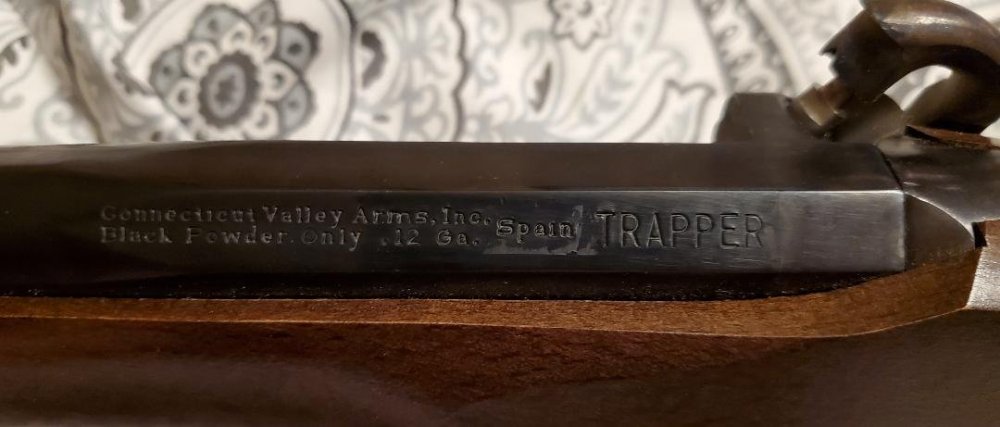 Connecticut Valley Arms, Inc.
Black Powder Only .12 Ga.
Spain
TRAPPER